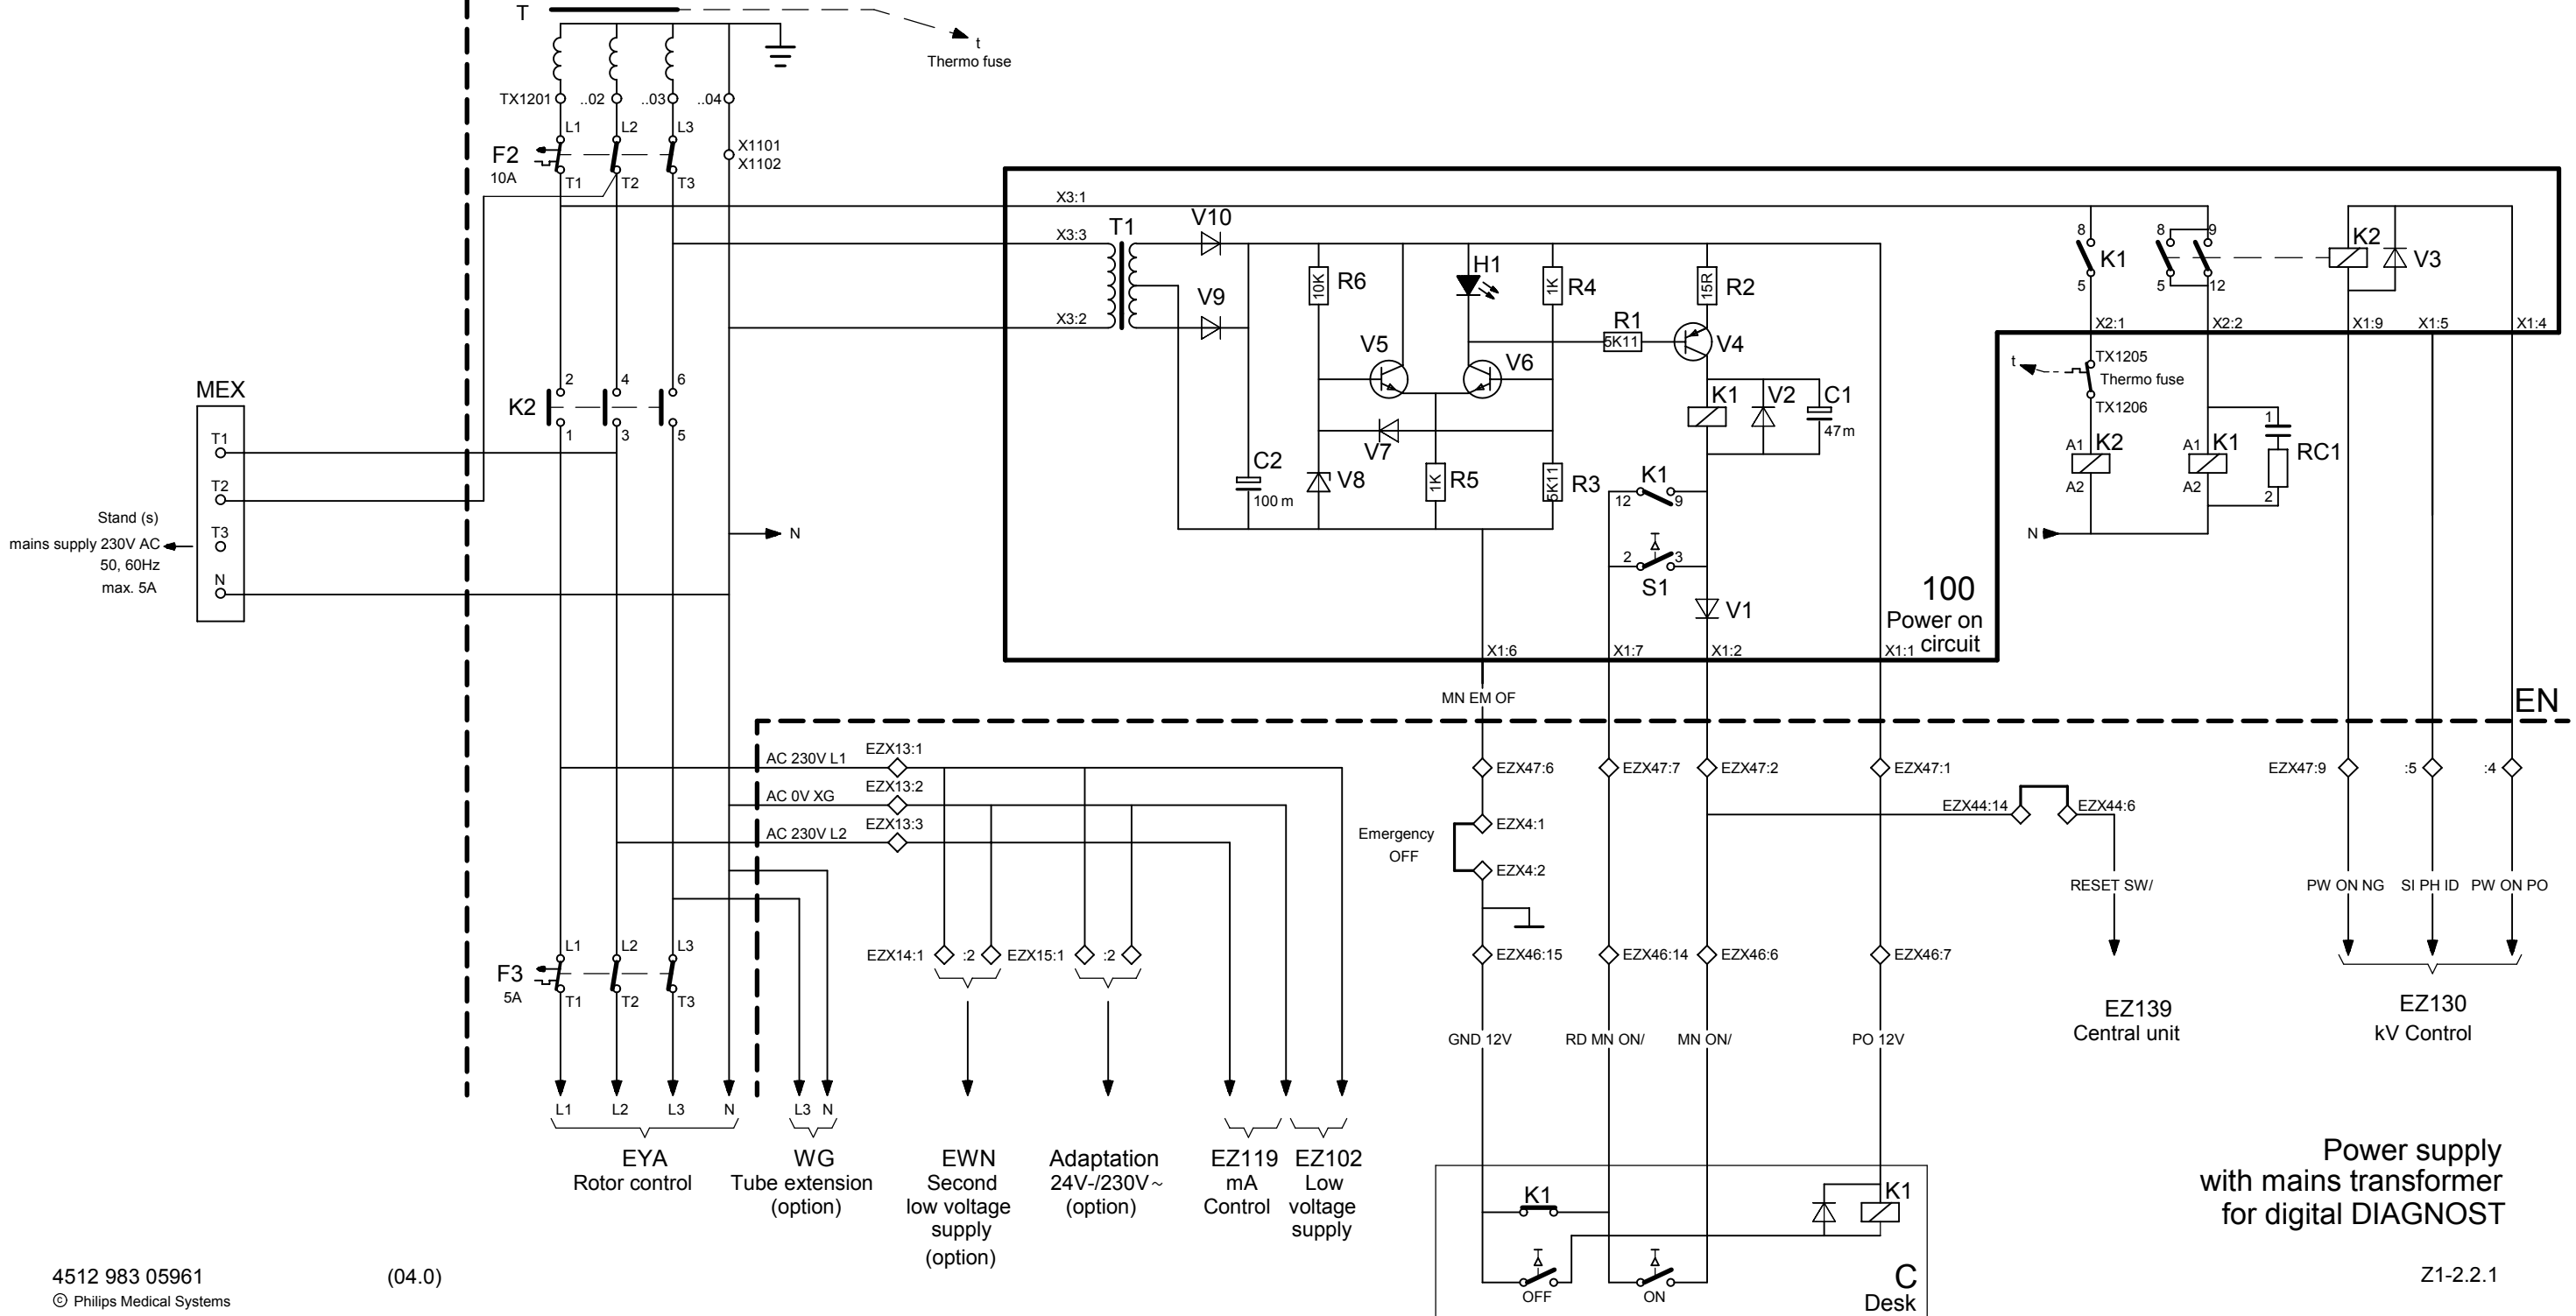 T
t
Thermo fuse
TX1201 ..02 ..03 ..04
L1 L2 L3
F2
10A
T1 T2 T3
X1101
X1102
X3:1
X3:3
X3:2
T1
V10
V9
R6
10K
H1
R4
1K
R2
15R
R1
5K11
V4
V5
V6
V7
V8
C2
100 m
R5
1K
R3
5K11
K1
V2
C1
47 m
K1
12 9
2 3
S1
V1
8
K1
5
8 9
5 12
K2
V3
X2:1
X2:2
X1:9
X1:5
X1:4
t
TX1205
Thermo fuse
TX1206
A1 K2
A2
A1 K1
A2
1
RC1
2
N
100
Power on
circuit
X1:6
X1:7
X1:2
X1:1
MN EM OF
EN
MEX
T1
T2
T3
N
Stand (s)
mains supply 230V AC
50, 60Hz
max. 5A
K2
2 4 6
1 3 5
N
AC 230V L1
EZX13:1
AC 0V XG
EZX13:2
AC 230V L2
EZX13:3
EZX47:6
EZX47:7
EZX47:2
EZX47:1
EZX47:9
:5
:4
Emergency
OFF
EZX4:1
EZX4:2
EZX44:14
EZX44:6
RESET SW/
PW ON NG
SI PH ID
PW ON PO
L1 L2 L3
F3
5A
T1 T2 T3
EZX14:1
:2
EZX15:1
:2
EZX46:15
EZX46:14
EZX46:6
EZX46:7
GND 12V
RD MN ON/
MN ON/
PO 12V
EZ139
Central unit
EZ130
kV Control
L1 L2 L3 N
L3 N
EYA
Rotor control
WG
Tube extension
(option)
EWN
Second
low voltage
supply
(option)
Adaptation
24V-/230V~
(option)
EZ119
mA
Control
EZ102
Low
voltage
supply
K1
K1
OFF
ON
C
Desk
Power supply
with mains transformer
for digital DIAGNOST
4512 983 05961
(04.0)
Z1-2.2.1
© Philips Medical Systems